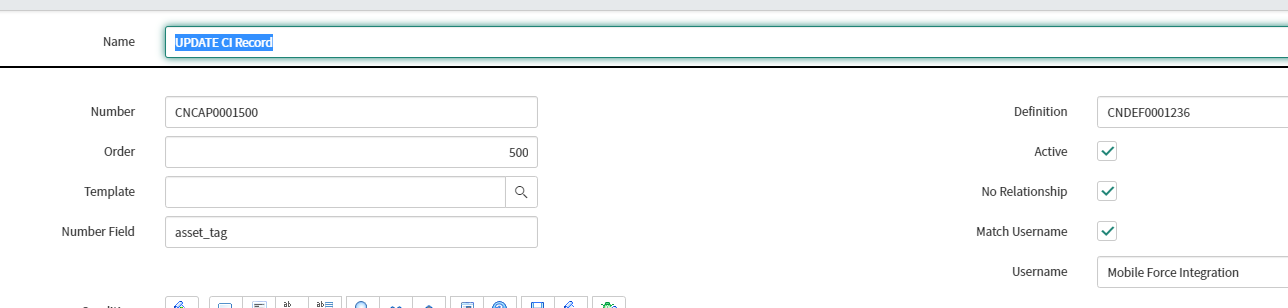 Name UPDATE CI Record
Number CNCAP0001500 Definition CNDEF0001236
Order 500 Active
Template No Relationship
Number Field asset_tag Match Username
Username Mobile Force Integration